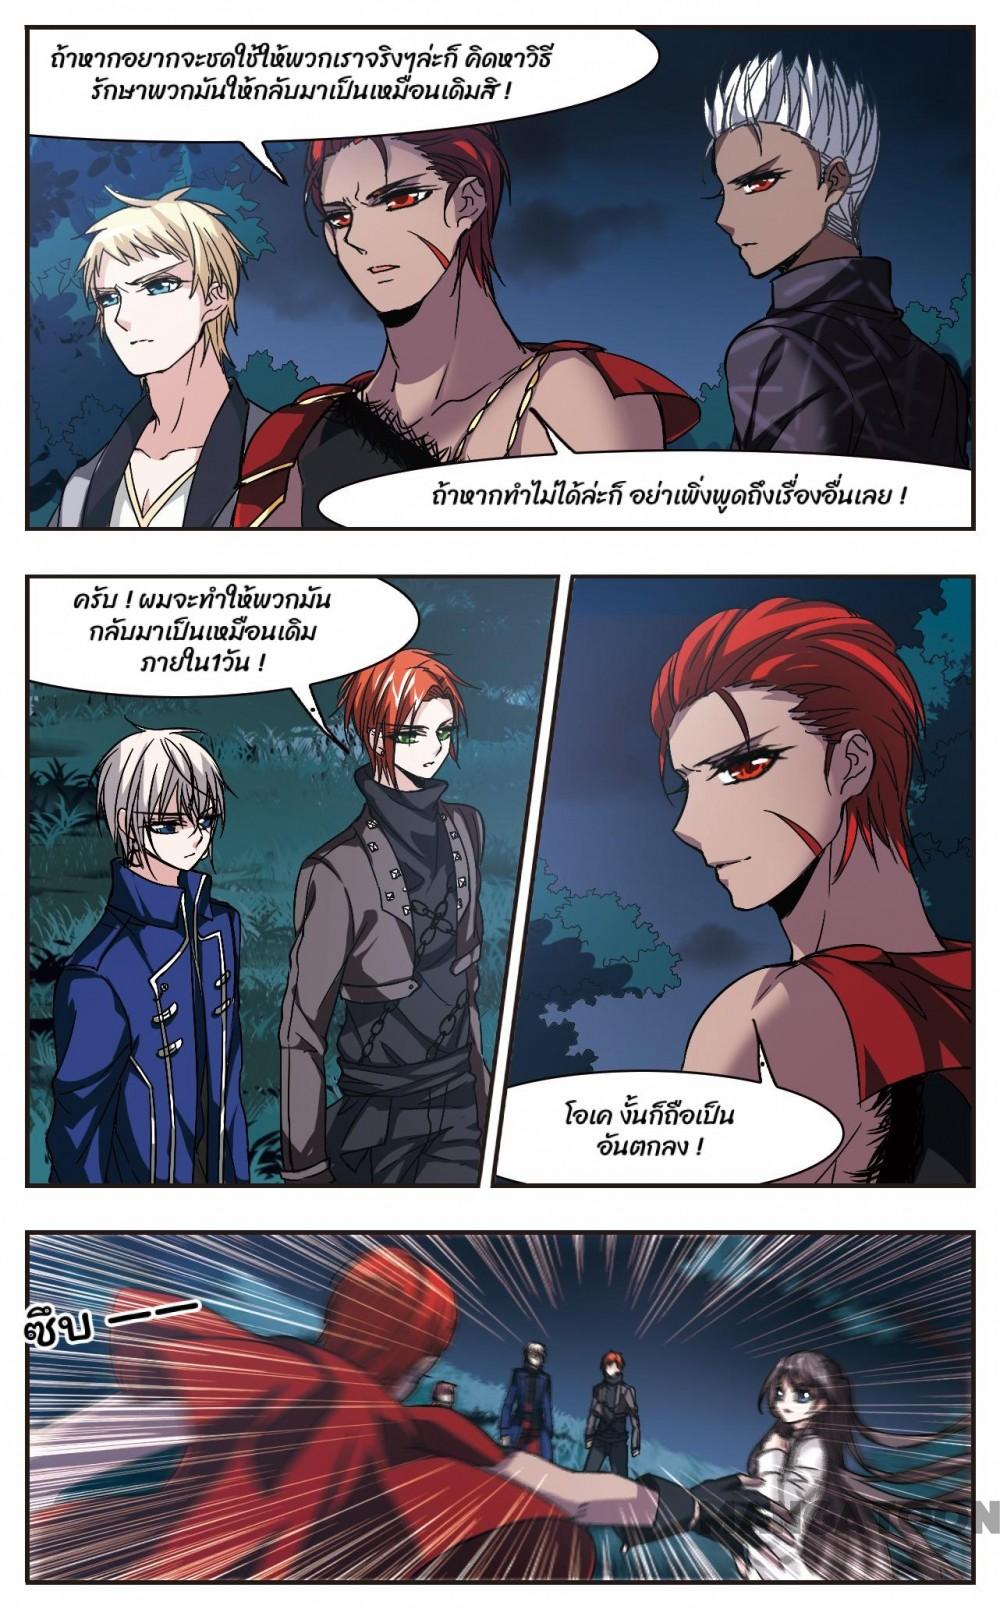 ถ้าหากอยากจะชดใช้ให้พวกเราจริงๆล่ะก็ คิดหาวิธี
รักษาพวกมันให้กลับมาเป็นเหมือนเดิมสิ !
ถ้าหากทำไม่ได้ล่ะก็ อย่าเพิ่งพูดถึงเรื่องอื่นเลย !
ครับ ! ผมจะทำให้พวกมัน
กลับมาเป็นเหมือนเดิม
ภายใน1วัน !
โอเค งั้นก็ถือเป็น
อันตกลง !
ซึบ ——
MANGATOON